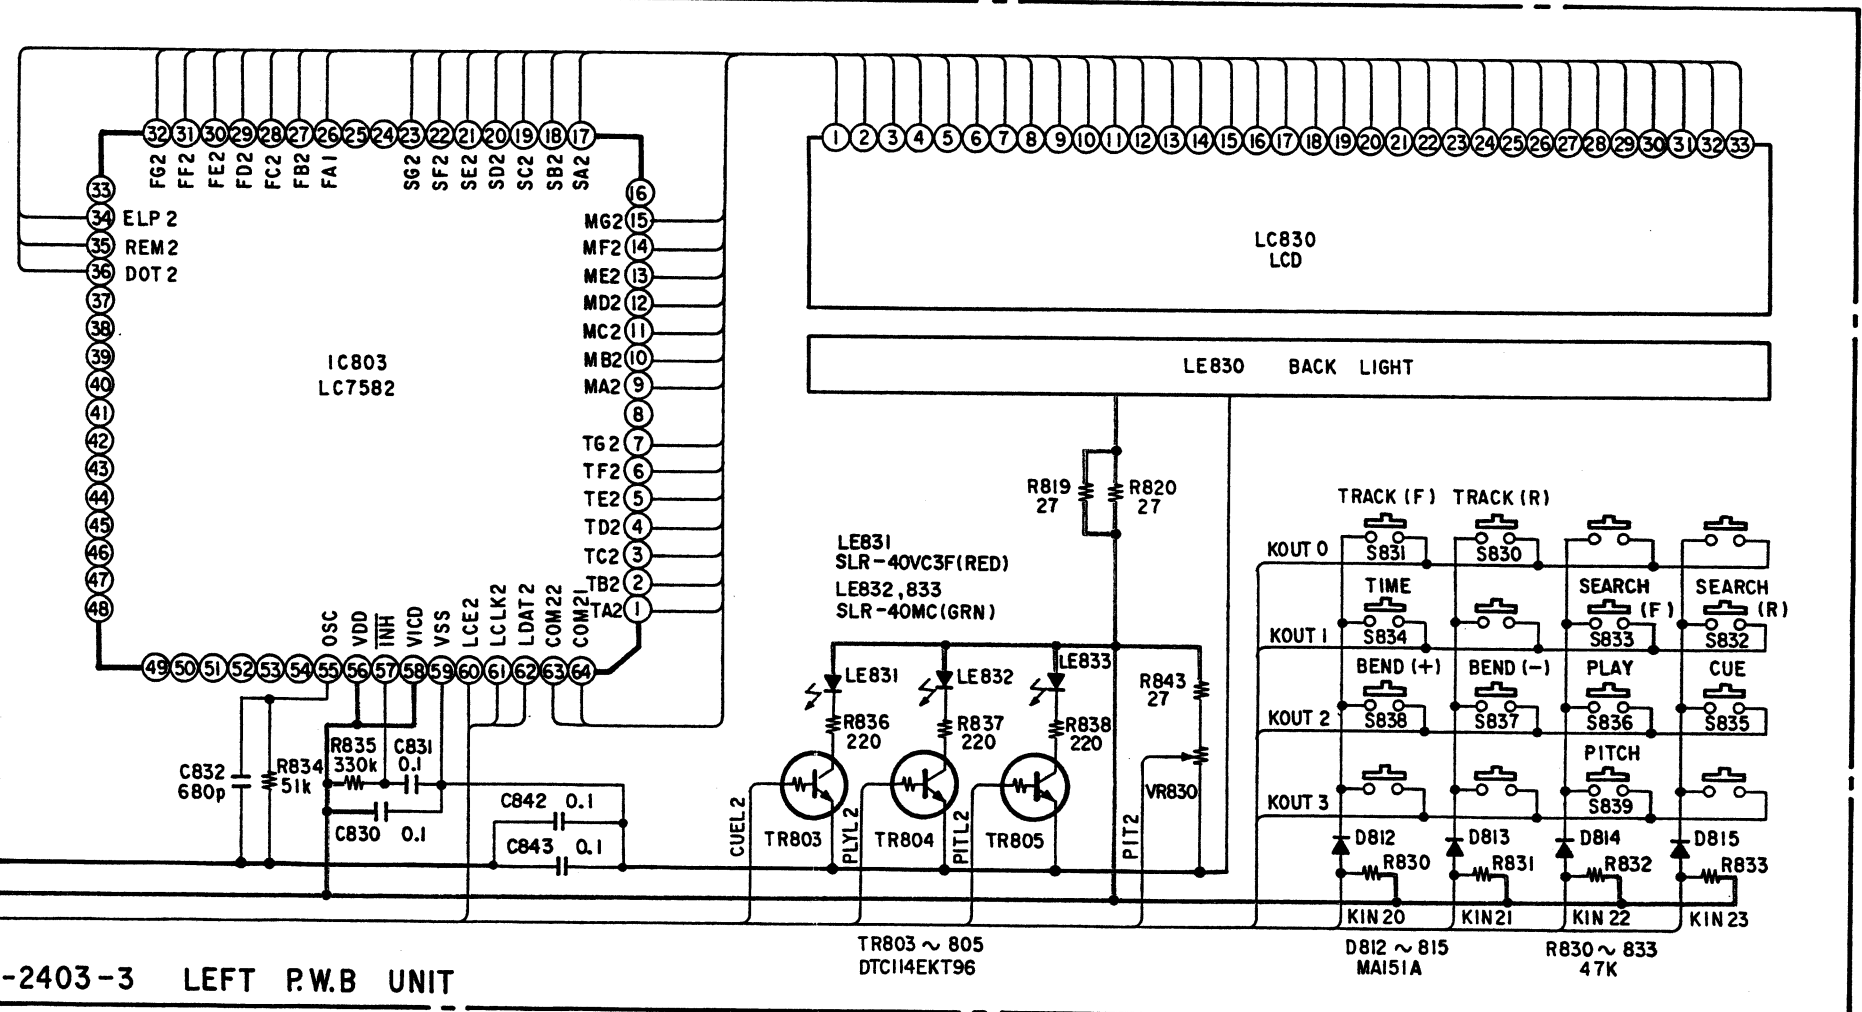 32 31 30 29 28 27 26 25 24 23 22 21 20 19 18 17
FG2 FF2 FE2 FD2 FC2 FB2 FA1 SG2 SF2 SE2 SD2 SC2 SB2 SA2
33
34 ELP 2
35 REM 2
36 DOT 2
37
38
39
40
41
42
43
44
45
46
47
48
IC803
LC7582
16
MG2 15
MF2 14
ME2 13
MD2 12
MC2 11
MB2 10
MA2 9
8
TG2 7
TF2 6
TE2 5
TD2 4
TC2 3
TB2 2
TA2 1
OSC VDD INH VICD VSS LCE2 LCLK2 LDAT2 COM22 COM21
49 50 51 52 53 54 55 56 57 58 59 60 61 62 63 64
1 2 3 4 5 6 7 8 9 10 11 12 13 14 15 16 17 18 19 20 21 22 23 24 25 26 27 28 29 30 31 32 33
LC830
LCD
LE830 BACK LIGHT
R819
27
R820
27
LE831
SLR-40VC3F(RED)
LE832,833
SLR-40MC(GRN)
LE831
LE832
LE833
R836
220
R837
220
R838
220
R843
27
VR830
C832
680p
R834
51k
R835
330k
C831
0.1
C830 0.1
C842 0.1
C843 0.1
CUEL2
TR803
PLYL2
TR804
PITL2
TR805
PIT2
TRACK (F) TRACK (R)
KOUT 0
S831 S830
TIME SEARCH SEARCH
(F) (R)
KOUT 1
S834 S833 S832
BEND (+) BEND (-) PLAY CUE
KOUT 2
S838 S837 S836 S835
PITCH
KOUT 3
S839
D812 D813 D814 D815
R830 R831 R832 R833
KIN 20 KIN 21 KIN 22 KIN 23
TR803 ~ 805
DTC114EKT96
D812 ~ 815
MA151A
R830 ~ 833
47K
-2403-3 LEFT P.W.B UNIT